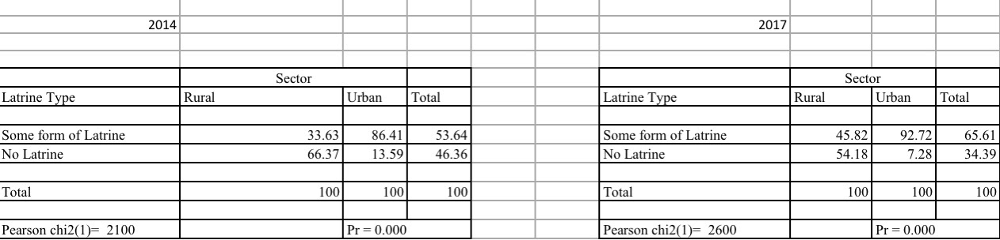 2014 2017
Sector Sector
Latrine Type Rural Urban Total Latrine Type Rural Urban Total
Some form of Latrine 33.63 86.41 53.64 Some form of Latrine 45.82 92.72 65.61
No Latrine 66.37 13.59 46.36 No Latrine 54.18 7.28 34.39
Total 100 100 100 Total 100 100 100
Pearson chi2(1)= 2100 Pr = 0.000 Pearson chi2(1)= 2600 Pr = 0.000